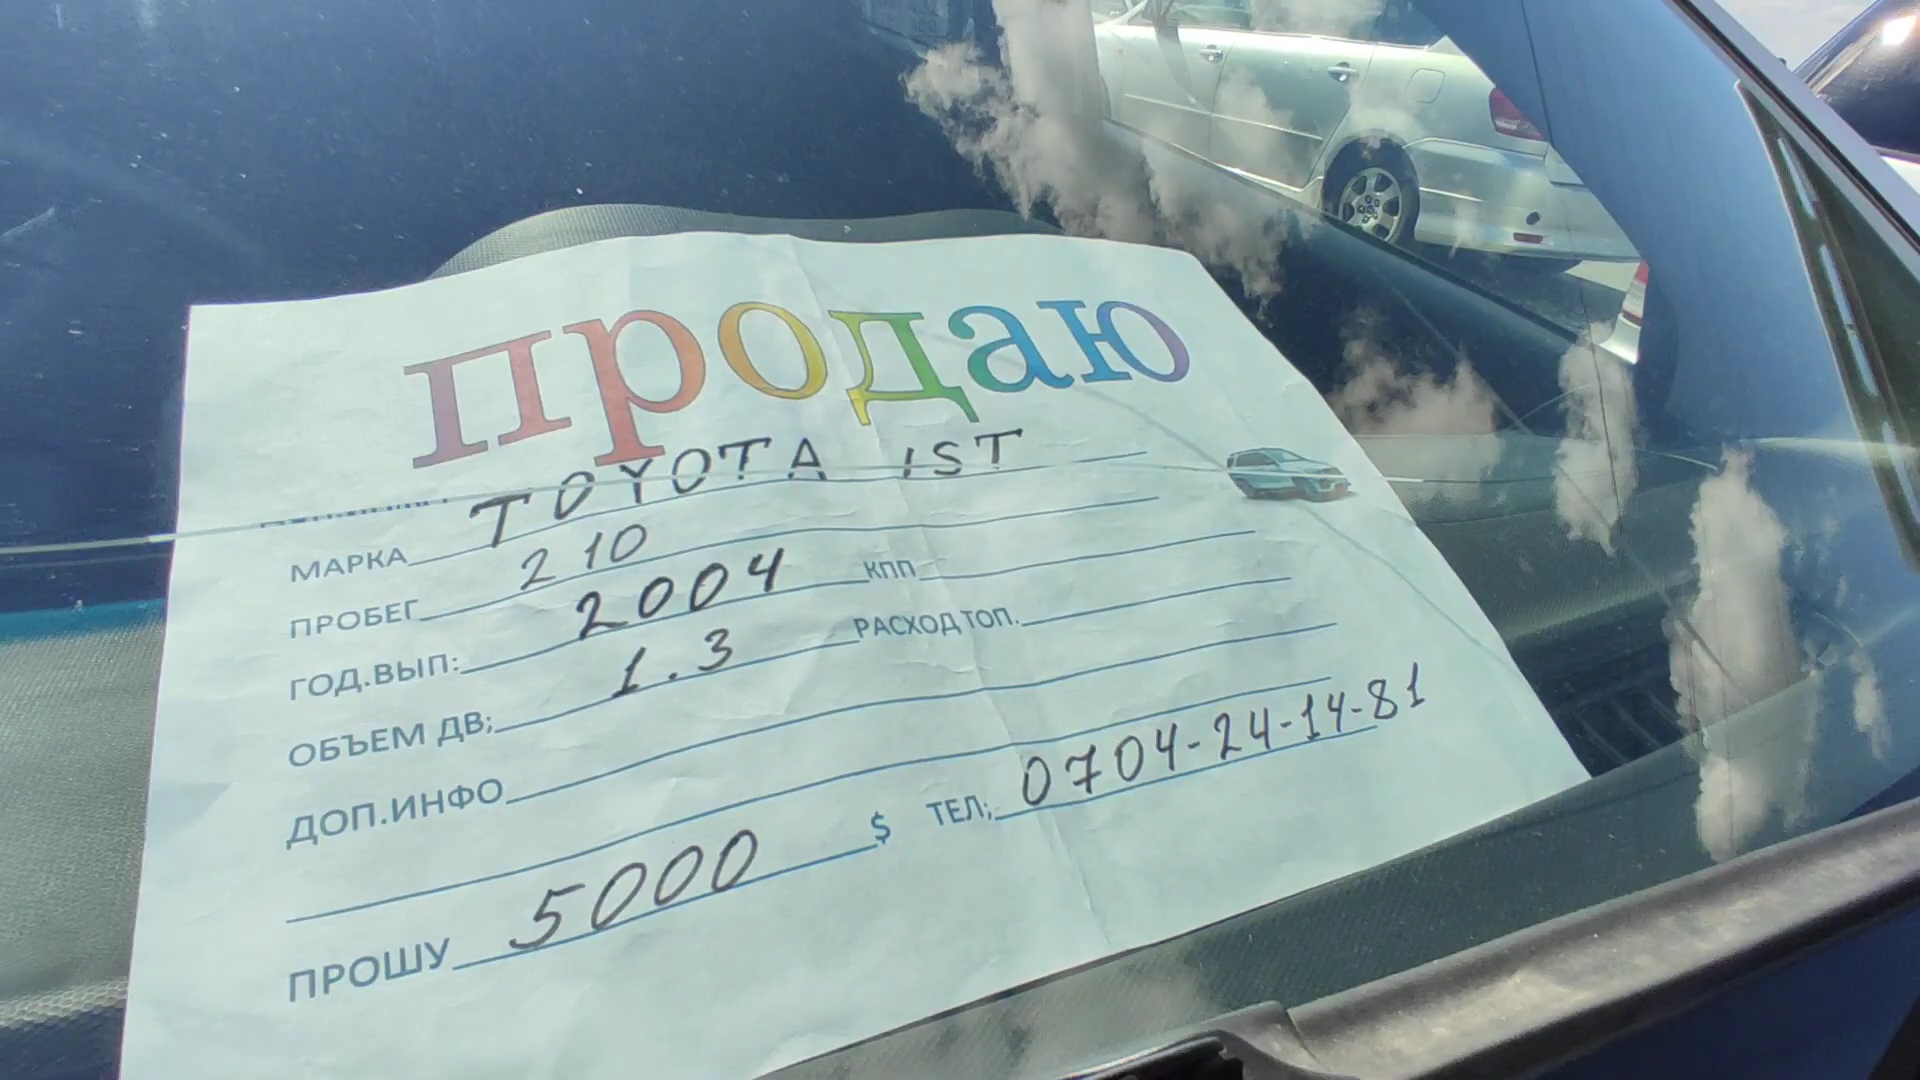 продаю
МАРКА TOYOTA IST
ПРОБЕГ 210
ГОД.ВЫП: 2004 КПП
ОБЪЕМ ДВ; 1.3 РАСХОД ТОП.
ДОП.ИНФО
ПРОШУ 5000 $ ТЕЛ; 0704-24-14-81